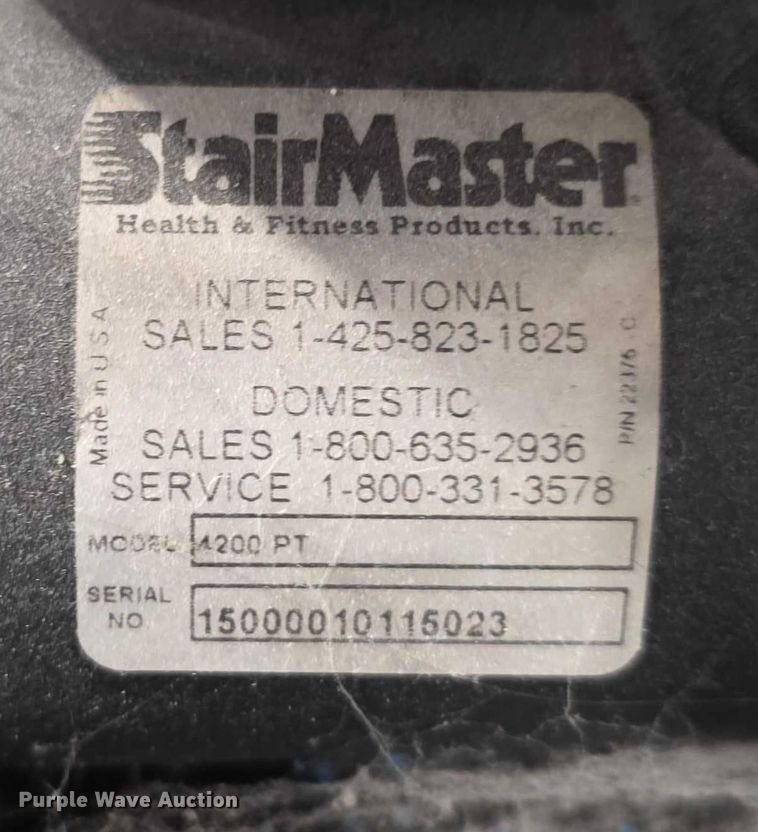 StairMaster
Health & Fitness Products, Inc.
INTERNATIONAL
SALES 1-425-823-1825
DOMESTIC
SALES 1-800-635-2936
SERVICE 1-800-331-3578
MODEL 4200 PT
SERIAL
NO 15000010115023
Made in U S A
P/N C
Purple Wave Auction